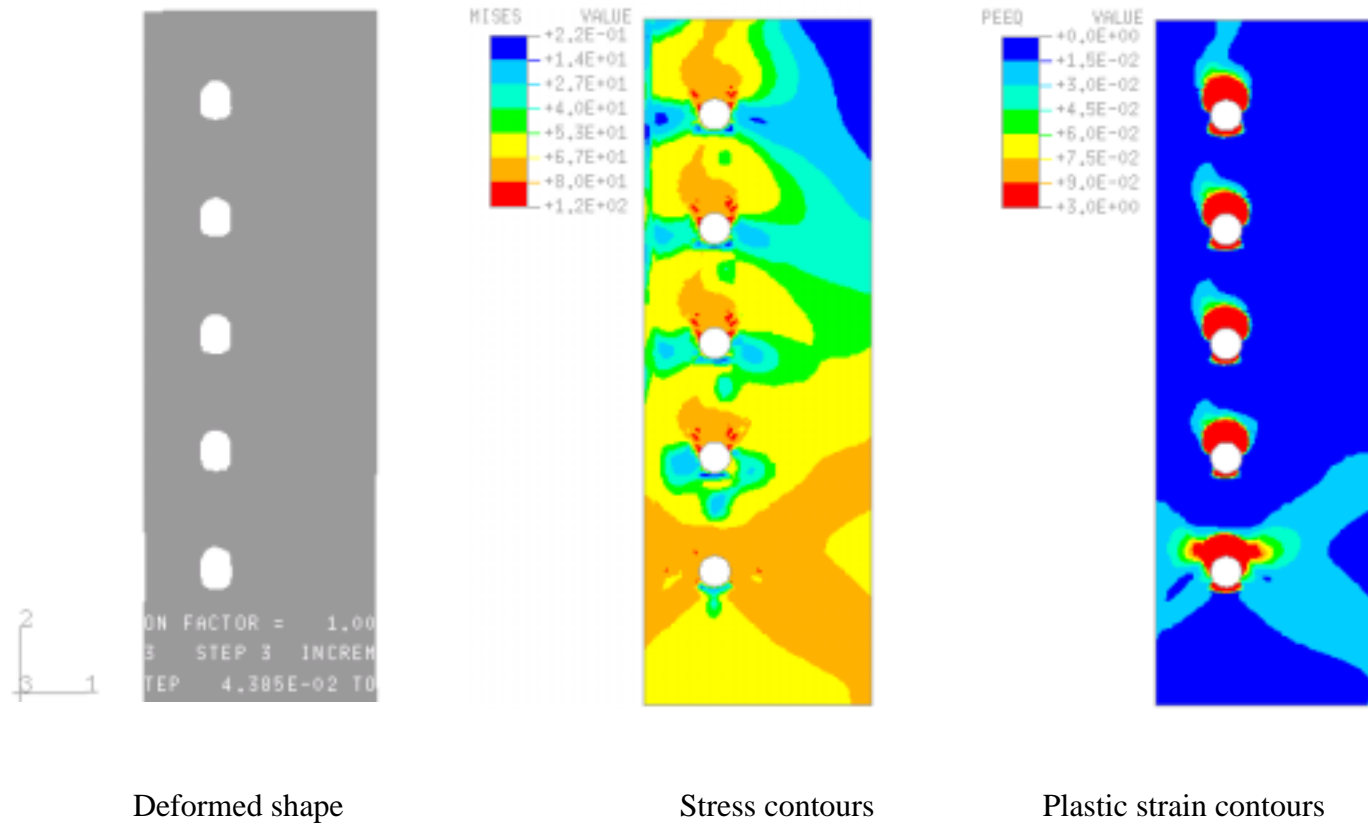 MISES VALUE
+2.2E-01
+1.4E+01
+2.7E+01
+4.0E+01
+5.3E+01
+6.7E+01
+8.0E+01
+1.2E+02
PEEQ VALUE
+0.0E+00
+1.5E-02
+3.0E-02
+4.5E-02
+6.0E-02
+7.5E-02
+9.0E-02
+3.0E+00
2
3 1
ON FACTOR = 1.00
3 STEP 3 INCREM
TEP 4.385E-02 TO
Deformed shape
Stress contours
Plastic strain contours